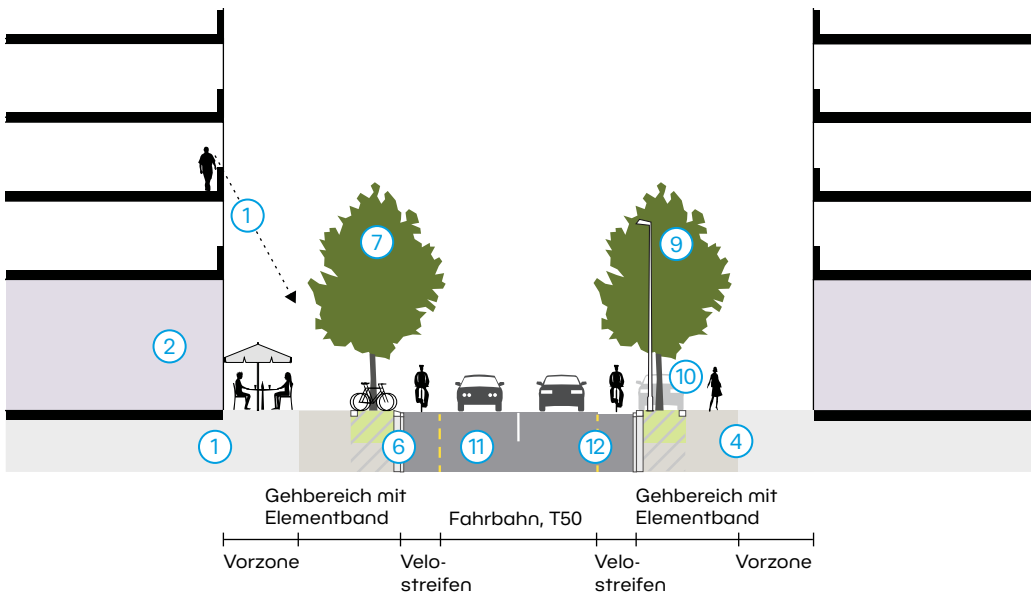 1
7
9
2
10
1
6
11
12
4
Gehbereich mit
Elementband
Fahrbahn, T50
Gehbereich mit
Elementband
Vorzone
Velo-
streifen
Velo-
streifen
Vorzone